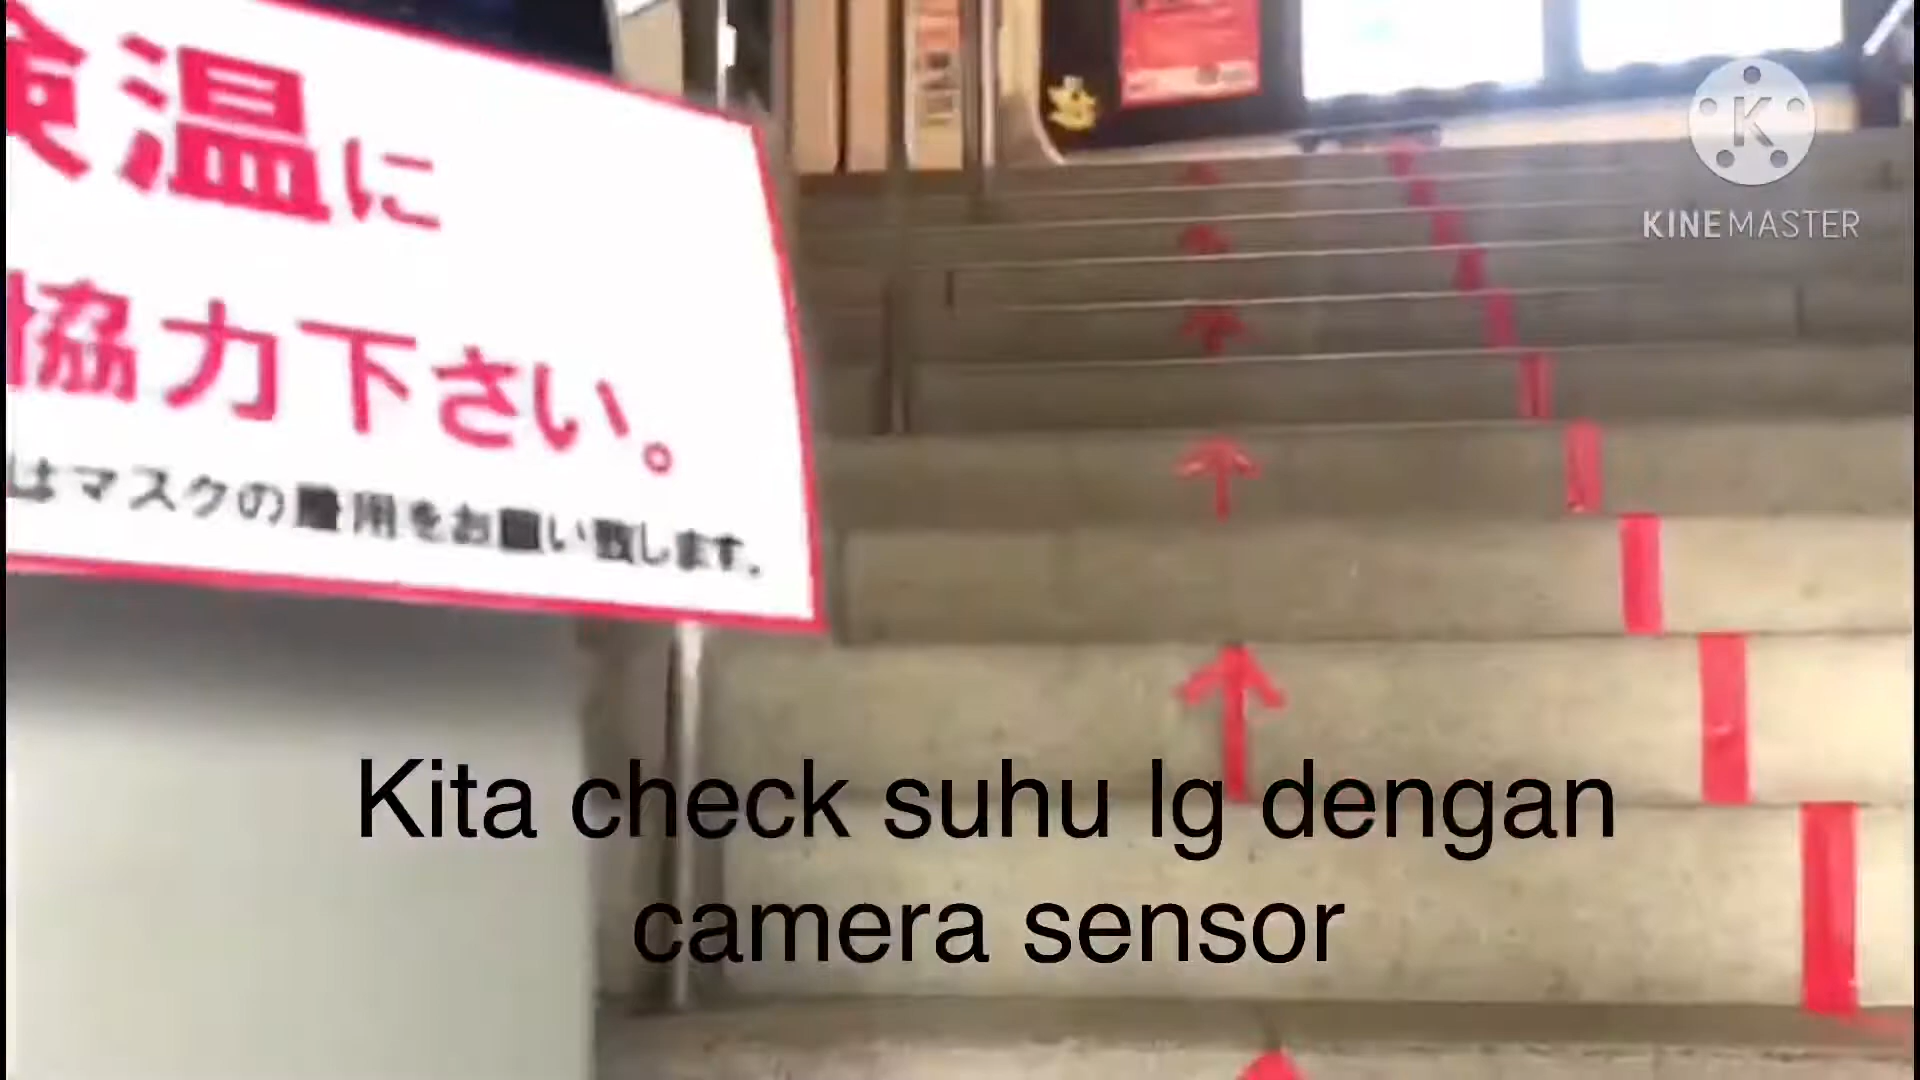 検温に
協力下さい。
はマスクの着用をお願い致します。
KINEMASTER
Kita check suhu lg dengan
camera sensor